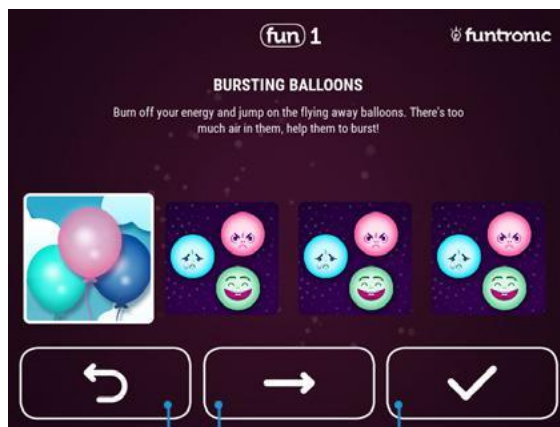 fun 1
funtronic
BURSTING BALLOONS
Burn off your energy and jump on the flying away balloons. There's too
much air in them, help them to burst!